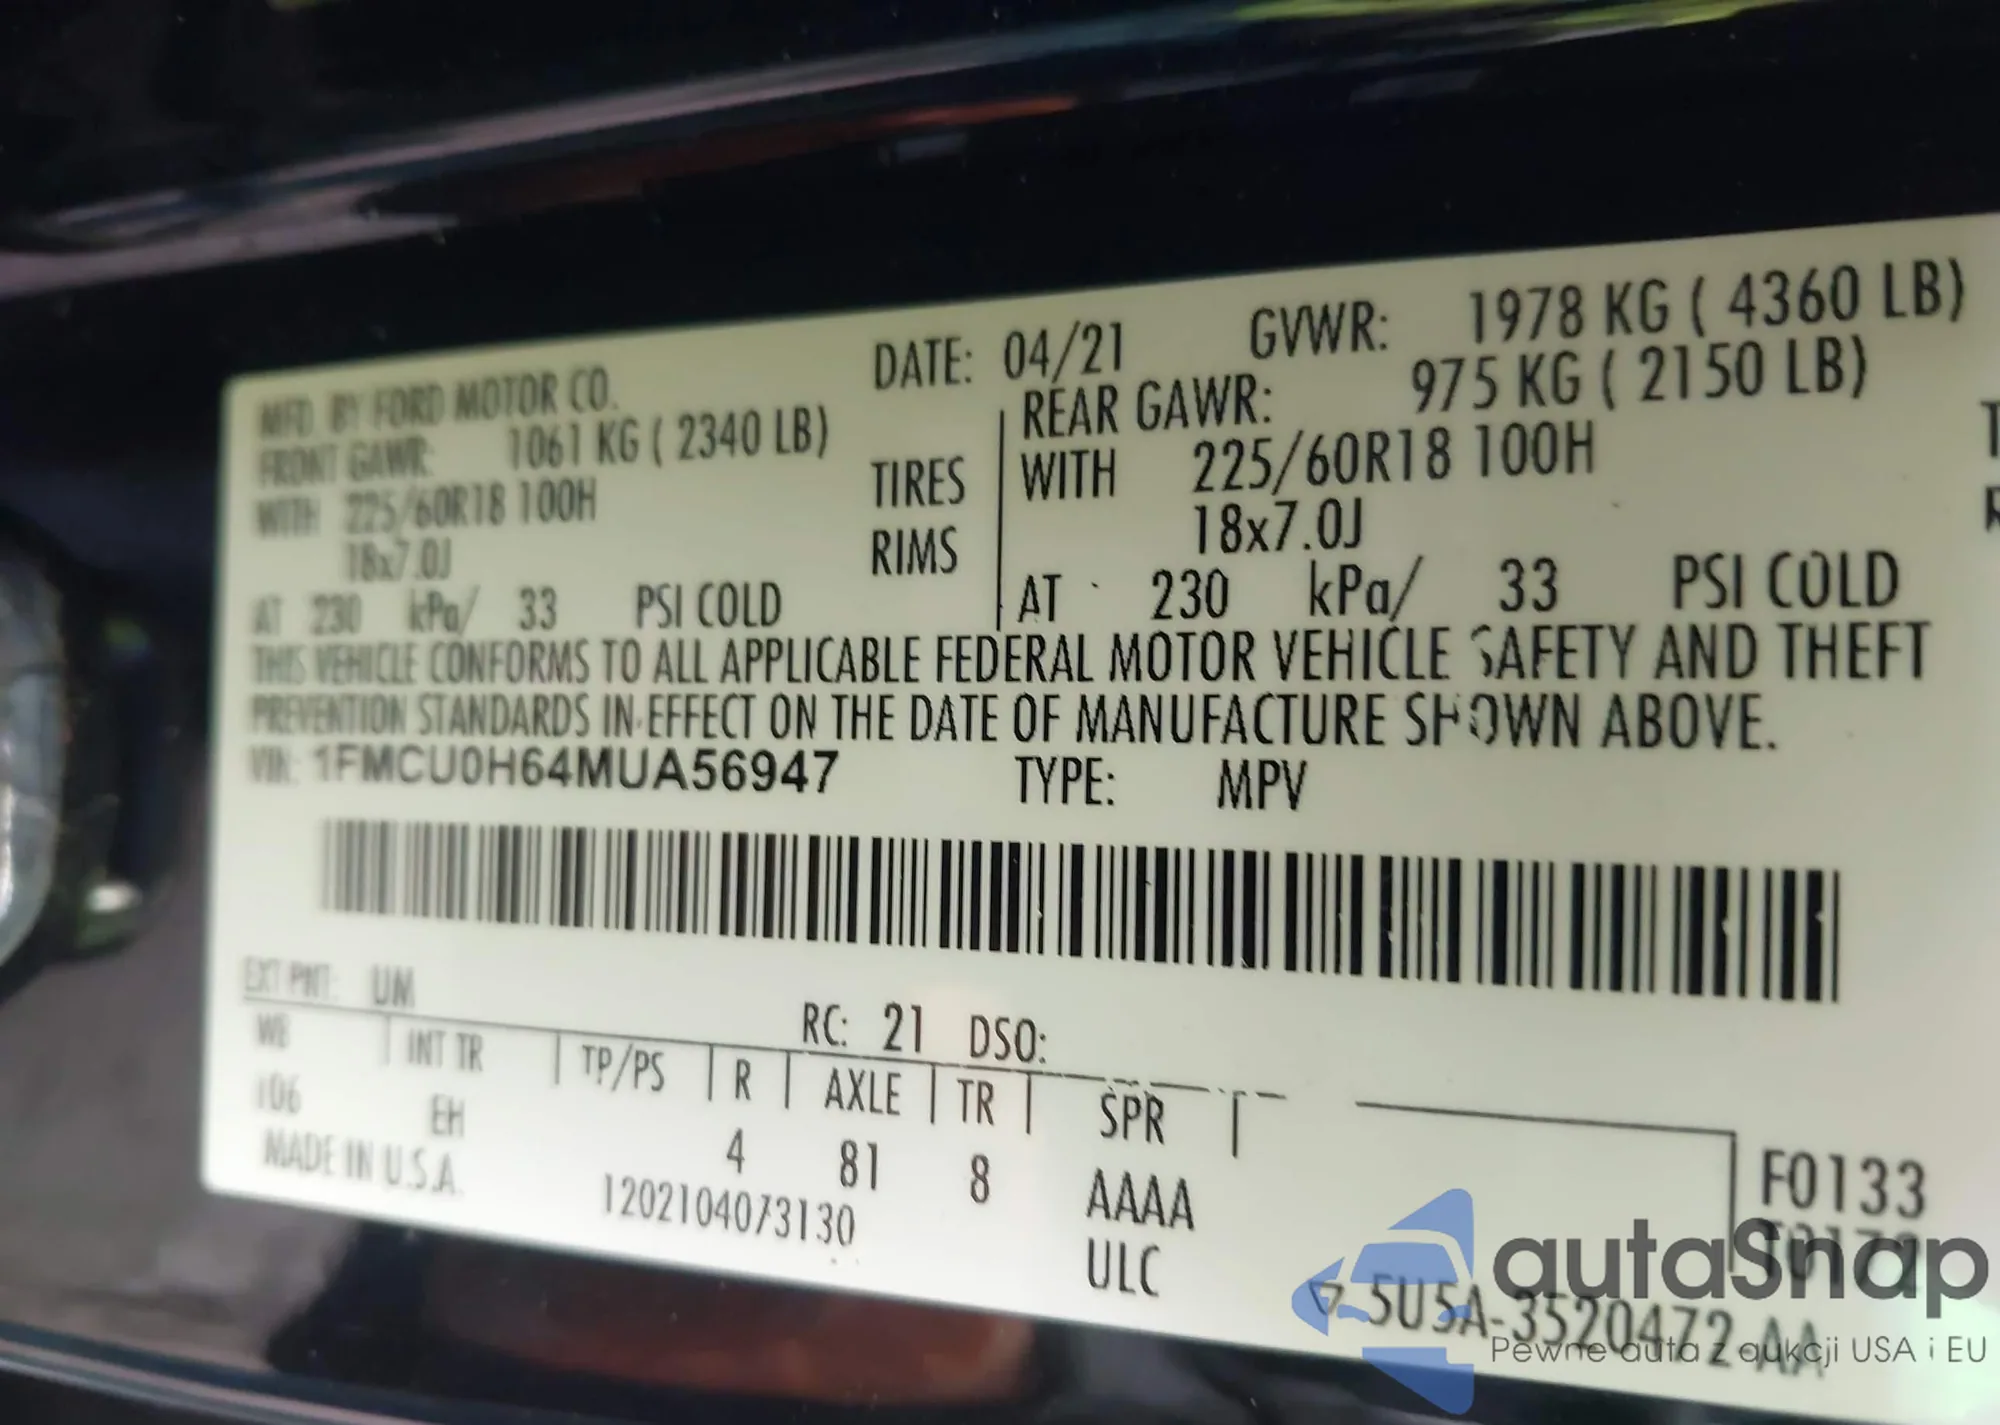 MFD. BY FORD MOTOR CO.
DATE: 04/21
GVWR: 1978 KG ( 4360 LB)
FRONT GAWR: 1061 KG ( 2340 LB)
REAR GAWR: 975 KG ( 2150 LB)
WITH 225/60R18 100H
TIRES
WITH 225/60R18 100H
18x7.0J
RIMS
18x7.0J
AT 230 kPa/ 33 PSI COLD
AT 230 kPa/ 33 PSI COLD
THIS VEHICLE CONFORMS TO ALL APPLICABLE FEDERAL MOTOR VEHICLE SAFETY AND THEFT
PREVENTION STANDARDS IN EFFECT ON THE DATE OF MANUFACTURE SHOWN ABOVE.
VIN: 1FMCU0H64MUA56947
TYPE: MPV
EXT PNT: UM
RC: 21 DSO:
WB INT TR TP/PS R AXLE TR SPR
106 EH 4 81 8 AAAA
F0133
MADE IN U.S.A.
1202104073130
ULC
F0172
5U5A-3520472 AA
autaSnap
Pewne auta z aukcji USA i EU